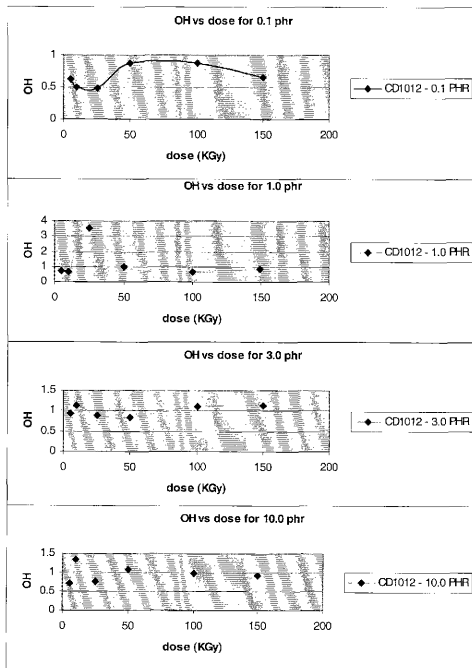 OH vs dose for 0.1 phr
1
0.5
0
OH
0 50 100 150 200
dose (KGy)
CD1012 - 0.1 PHR
OH vs dose for 1.0 phr
4
3
2
1
0
OH
0 50 100 150 200
dose (KGy)
CD1012 - 1.0 PHR
OH vs dose for 3.0 phr
1.5
1
0.5
0
OH
0 50 100 150 200
dose (KGy)
CD1012 - 3.0 PHR
OH vs dose for 10.0 phr
1.5
1
0.5
0
OH
0 50 100 150 200
dose (KGy)
CD1012 - 10.0 PHR